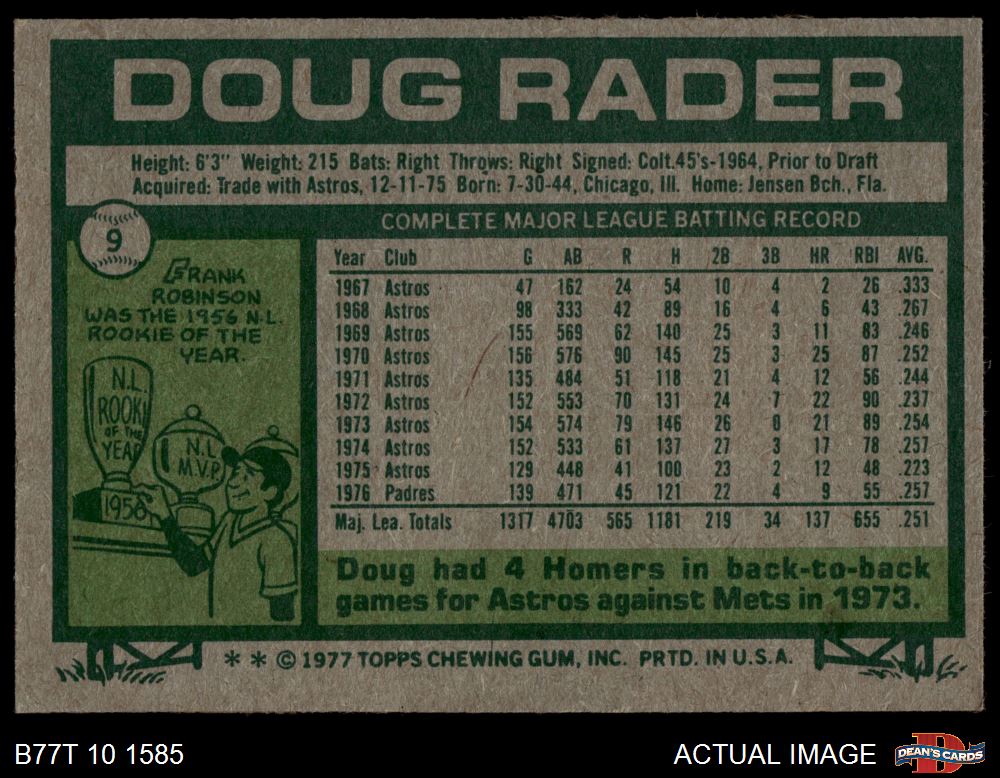 DOUG RADER
Height: 6'3" Weight: 215 Bats: Right Throws: Right Signed: Colt.45's-1964, Prior to Draft
Acquired: Trade with Astros, 12-11-75 Born: 7-30-44, Chicago, Ill. Home: Jensen Bch., Fla.
9
FRANK
ROBINSON
WAS THE 1956 N.L.
ROOKIE OF THE
YEAR.
N.L.
ROOKI
OF THE
YEAR
1956
N.L.
M.V.P.
COMPLETE MAJOR LEAGUE BATTING RECORD
Year Club G AB R H 2B 3B HR RBI AVG.
1967 Astros 47 162 24 54 10 4 2 26 .333
1968 Astros 98 333 42 89 16 4 6 43 .267
1969 Astros 155 569 62 140 25 3 11 83 .246
1970 Astros 156 576 90 145 25 3 25 87 .252
1971 Astros 135 484 51 118 21 4 12 56 .244
1972 Astros 152 553 70 131 24 7 22 90 .237
1973 Astros 154 574 79 146 26 0 21 89 .254
1974 Astros 152 533 61 137 27 3 17 78 .257
1975 Astros 129 448 41 100 23 2 12 48 .223
1976 Padres 139 471 45 121 22 4 9 55 .257
Maj. Lea. Totals 1317 4703 565 1181 219 34 137 655 .251
Doug had 4 Homers in back-to-back
games for Astros against Mets in 1973.
* * © 1977 TOPPS CHEWING GUM, INC. PRTD. IN U.S.A.
B77T 10 1585
ACTUAL IMAGE
DEAN'S CARDS